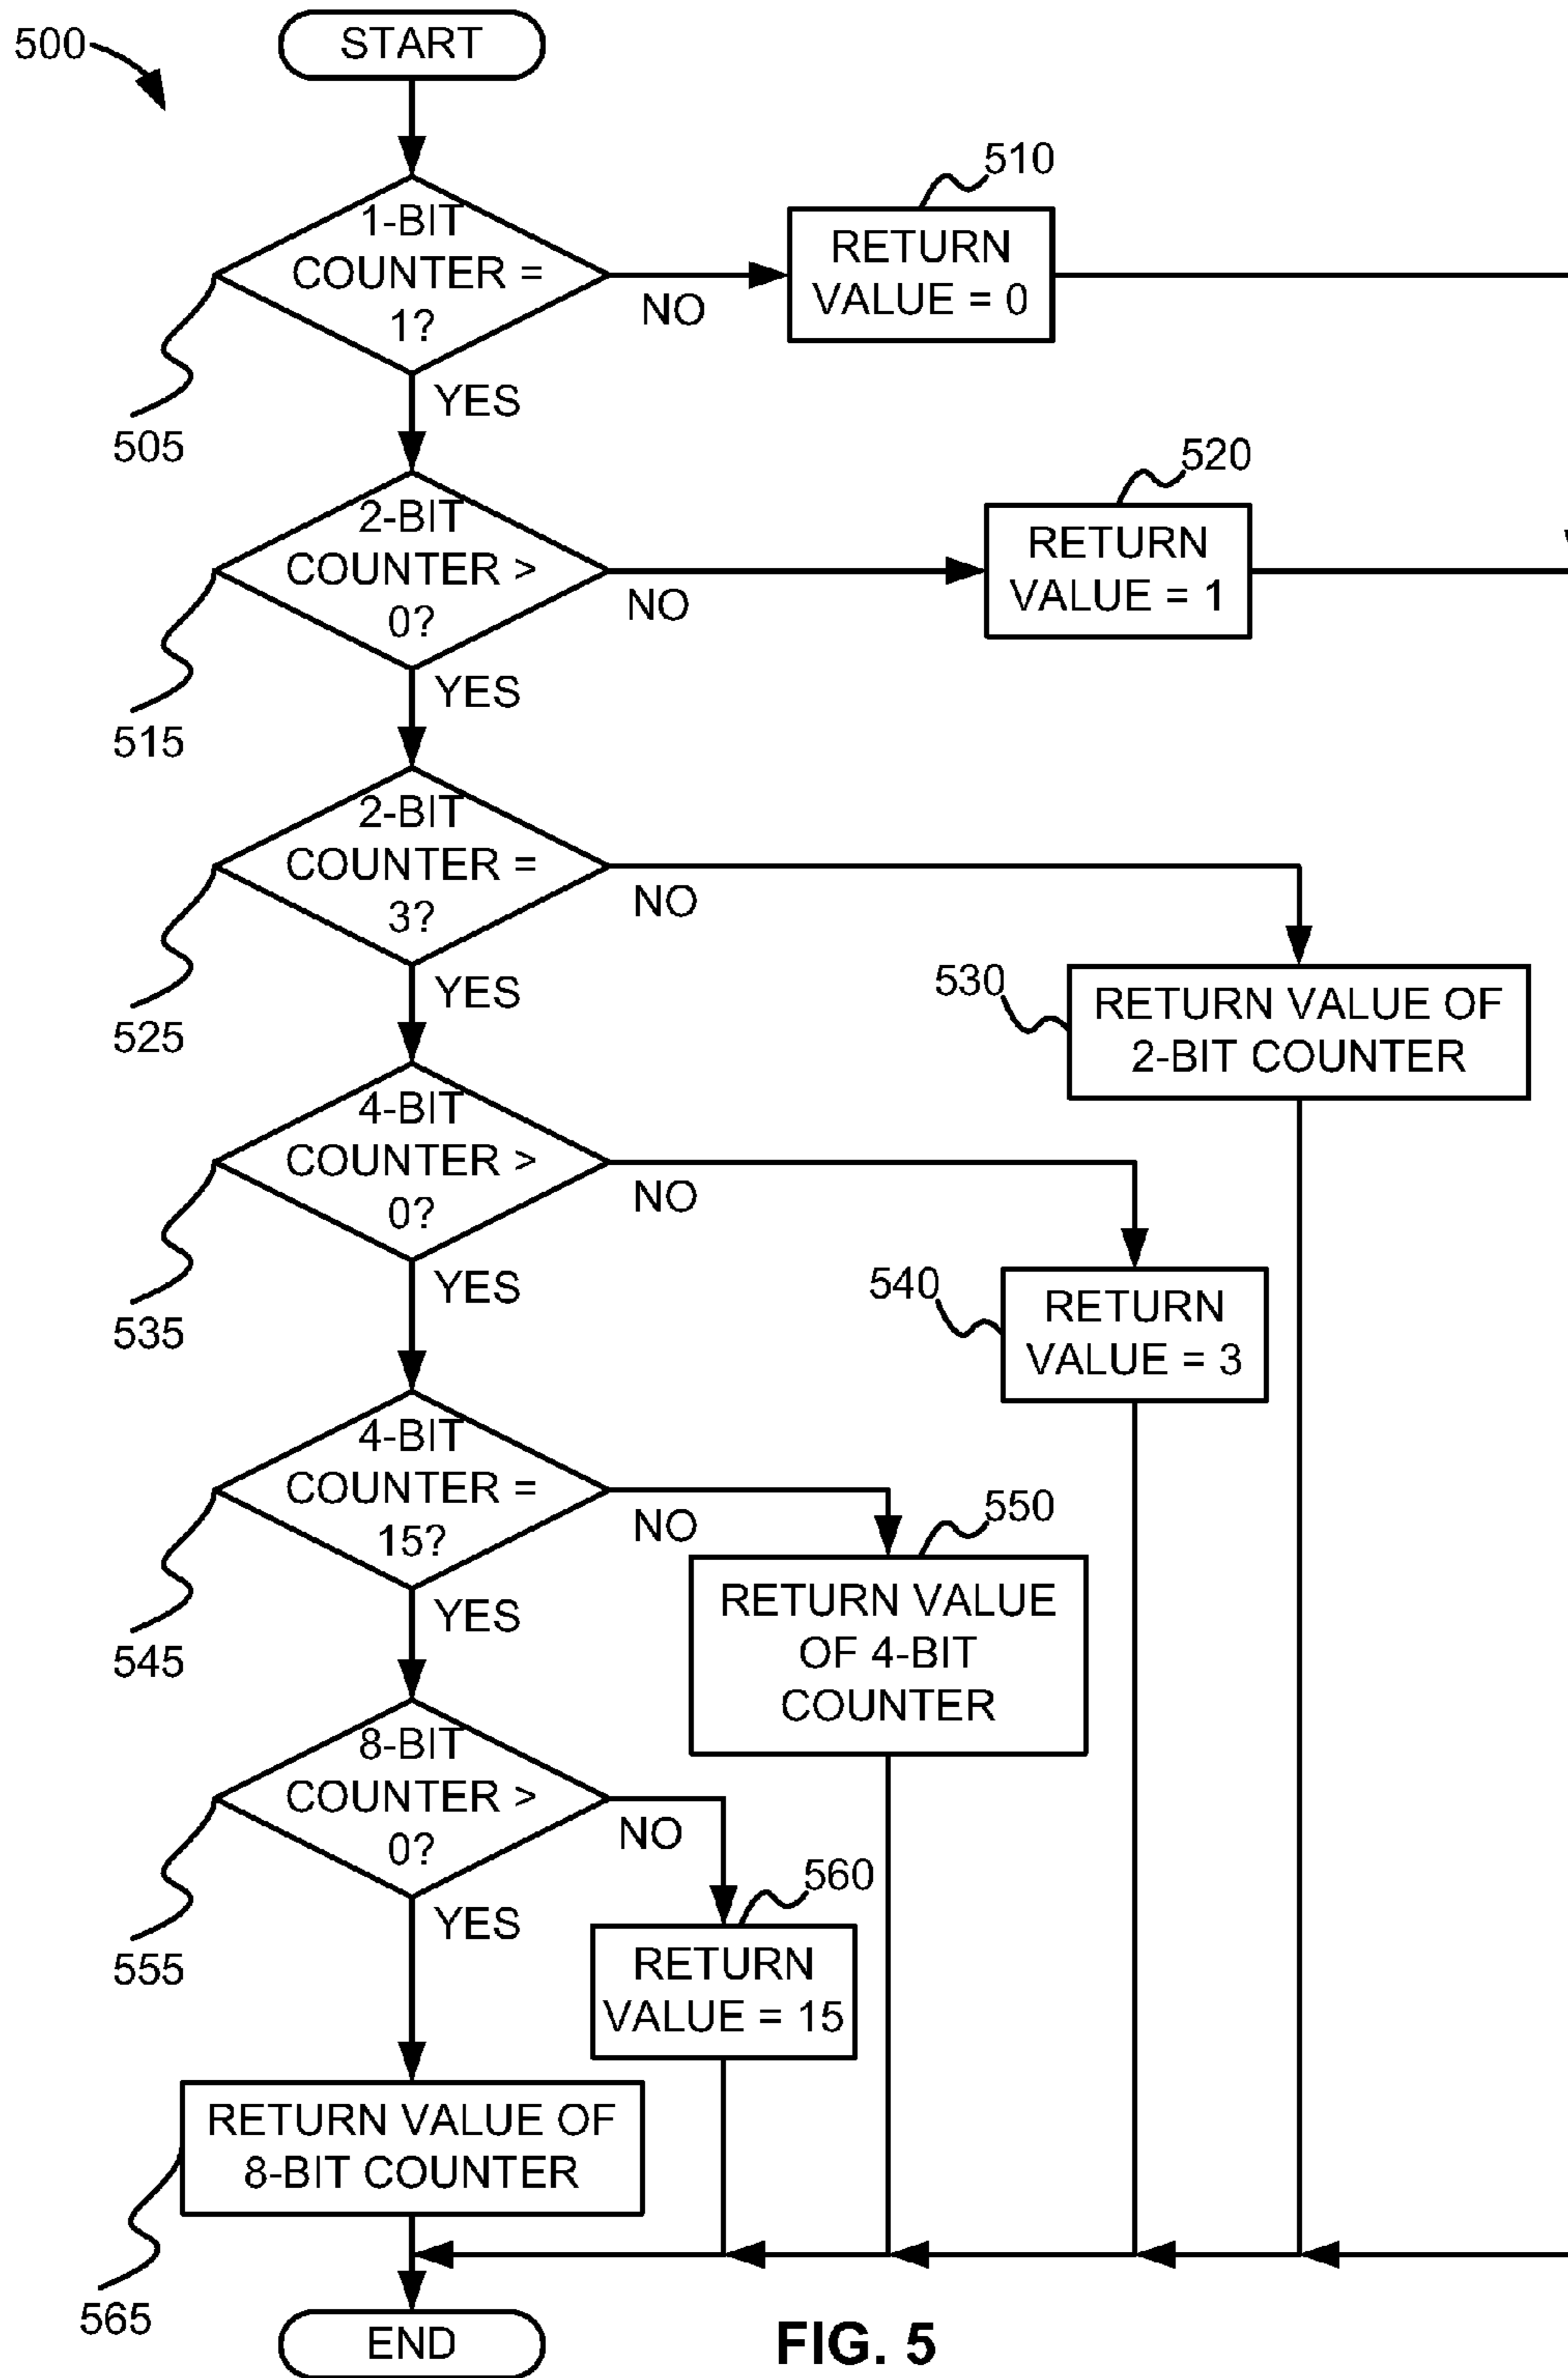 500
START
510
1-BIT
COUNTER =
1?
NO
RETURN
VALUE = 0
YES
505
520
2-BIT
COUNTER >
0?
NO
RETURN
VALUE = 1
YES
515
2-BIT
COUNTER =
3?
NO
530
RETURN VALUE OF
2-BIT COUNTER
YES
525
4-BIT
COUNTER >
0?
NO
540
RETURN
VALUE = 3
YES
535
4-BIT
COUNTER =
15?
NO
550
RETURN VALUE
OF 4-BIT
COUNTER
YES
545
8-BIT
COUNTER >
0?
NO
560
RETURN
VALUE = 15
YES
555
RETURN VALUE OF
8-BIT COUNTER
565
END
FIG. 5